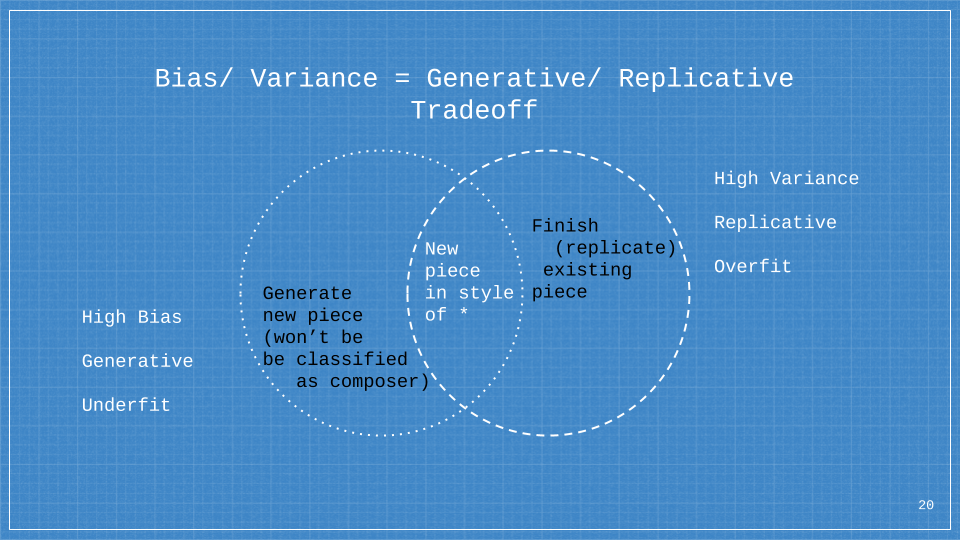 Bias/ Variance = Generative/ Replicative
Tradeoff
High Bias
Generative
Underfit
Generate
new piece
(won’t be
be classified
as composer)
New
piece
in style
of *
Finish
(replicate)
existing
piece
High Variance
Replicative
Overfit
20